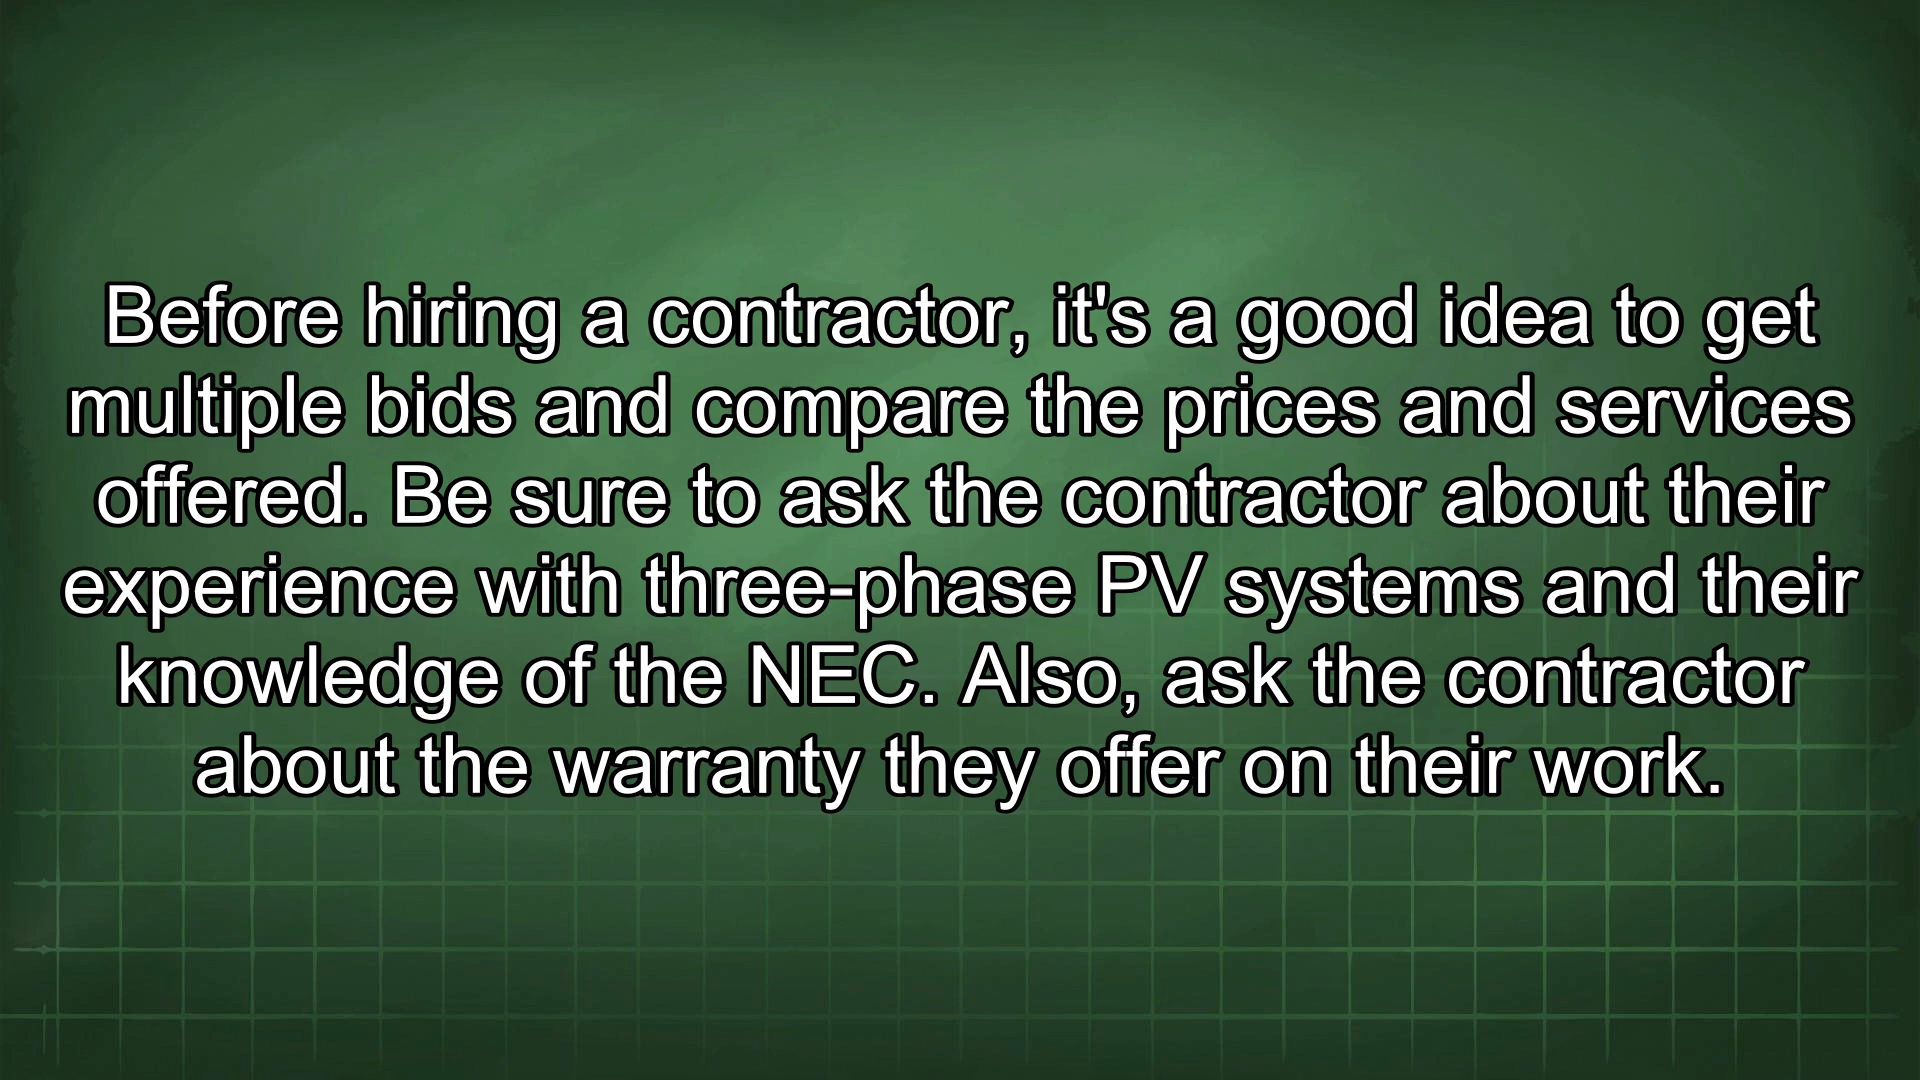 Before hiring a contractor, it's a good idea to get
multiple bids and compare the prices and services
offered. Be sure to ask the contractor about their
experience with three-phase PV systems and their
knowledge of the NEC. Also, ask the contractor
about the warranty they offer on their work.